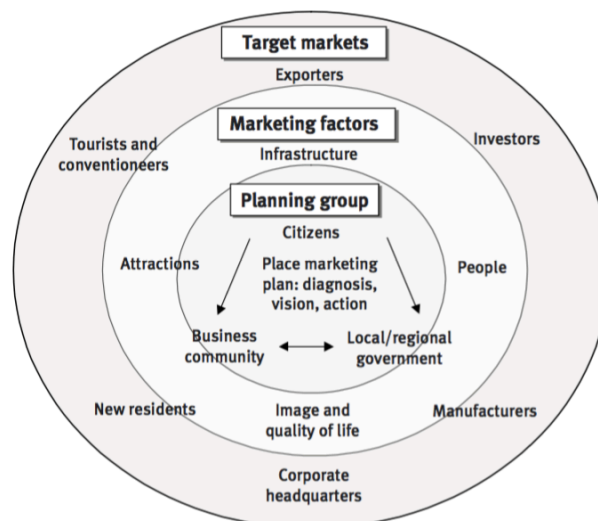 Target markets
Exporters
Marketing factors
Tourists and
conventioneers
Investors
Infrastructure
Planning group
Citizens
Attractions
Place marketing
plan: diagnosis,
vision, action
People
Business
community
Local/regional
government
New residents
Image and
quality of life
Manufacturers
Corporate
headquarters